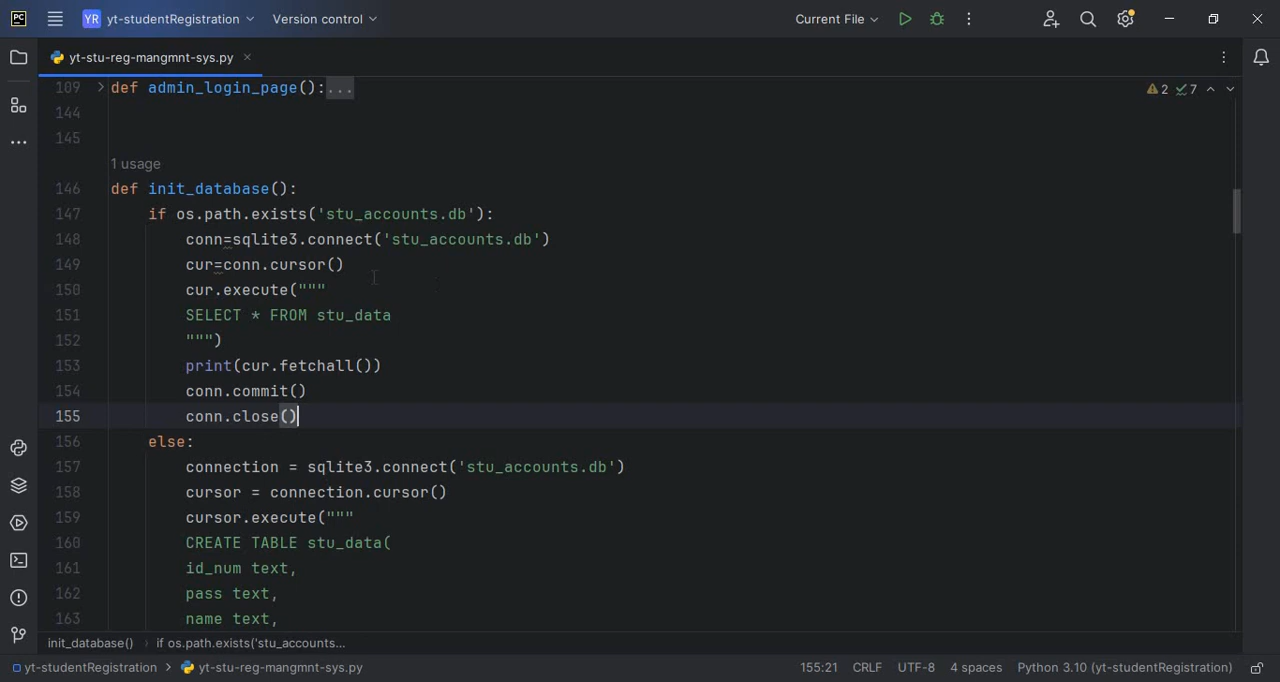 PC YR yt-studentRegistration Version control Current File
yt-stu-reg-mangmnt-sys.py
109 def admin_login_page():... 2 7
144
145
1 usage
146 def init_database():
147 if os.path.exists('stu_accounts.db'):
148 conn=sqlite3.connect('stu_accounts.db')
149 cur=conn.cursor()
150 cur.execute("""
151 SELECT * FROM stu_data
152 """)
153 print(cur.fetchall())
154 conn.commit()
155 conn.close()
156 else:
157 connection = sqlite3.connect('stu_accounts.db')
158 cursor = connection.cursor()
159 cursor.execute("""
160 CREATE TABLE stu_data(
161 id_num text,
162 pass text,
163 name text,
init_database() › if os.path.exists('stu_accounts...
yt-studentRegistration > yt-stu-reg-mangmnt-sys.py 155:21 CRLF UTF-8 4 spaces Python 3.10 (yt-studentRegistration)